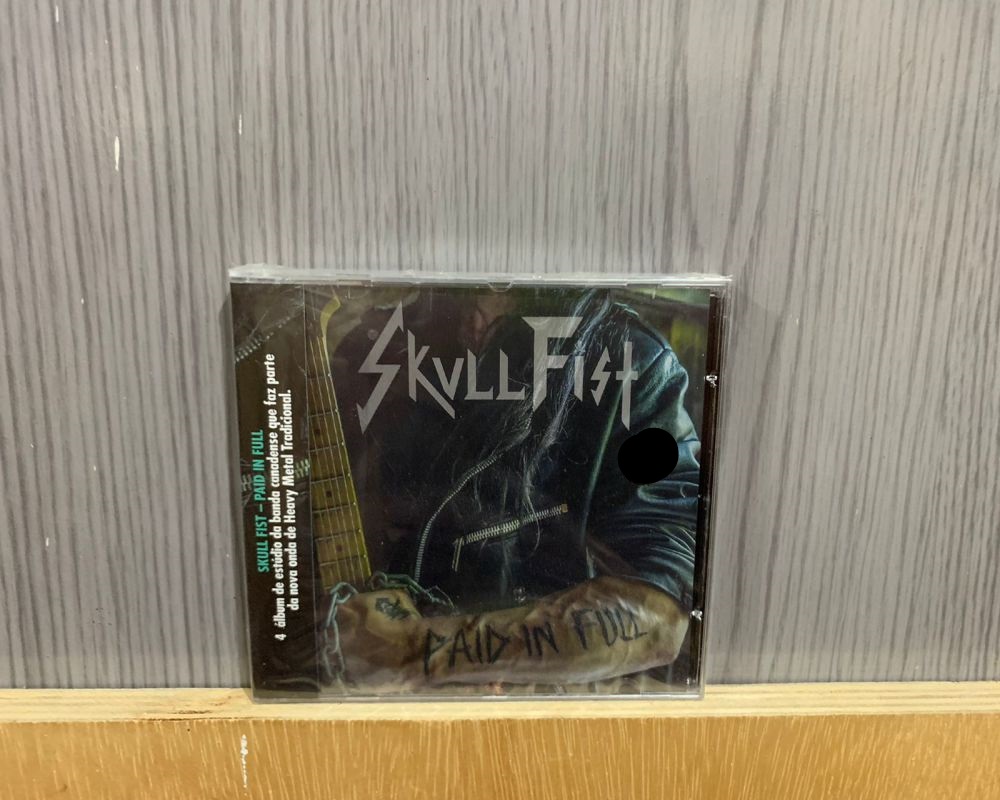 SKULL FIST
PAID IN FULL
SKULL FIST – PAID IN FULL
4 álbum de estúdio da banda canadense que faz parte
da nova onda de Heavy Metal Tradicional.